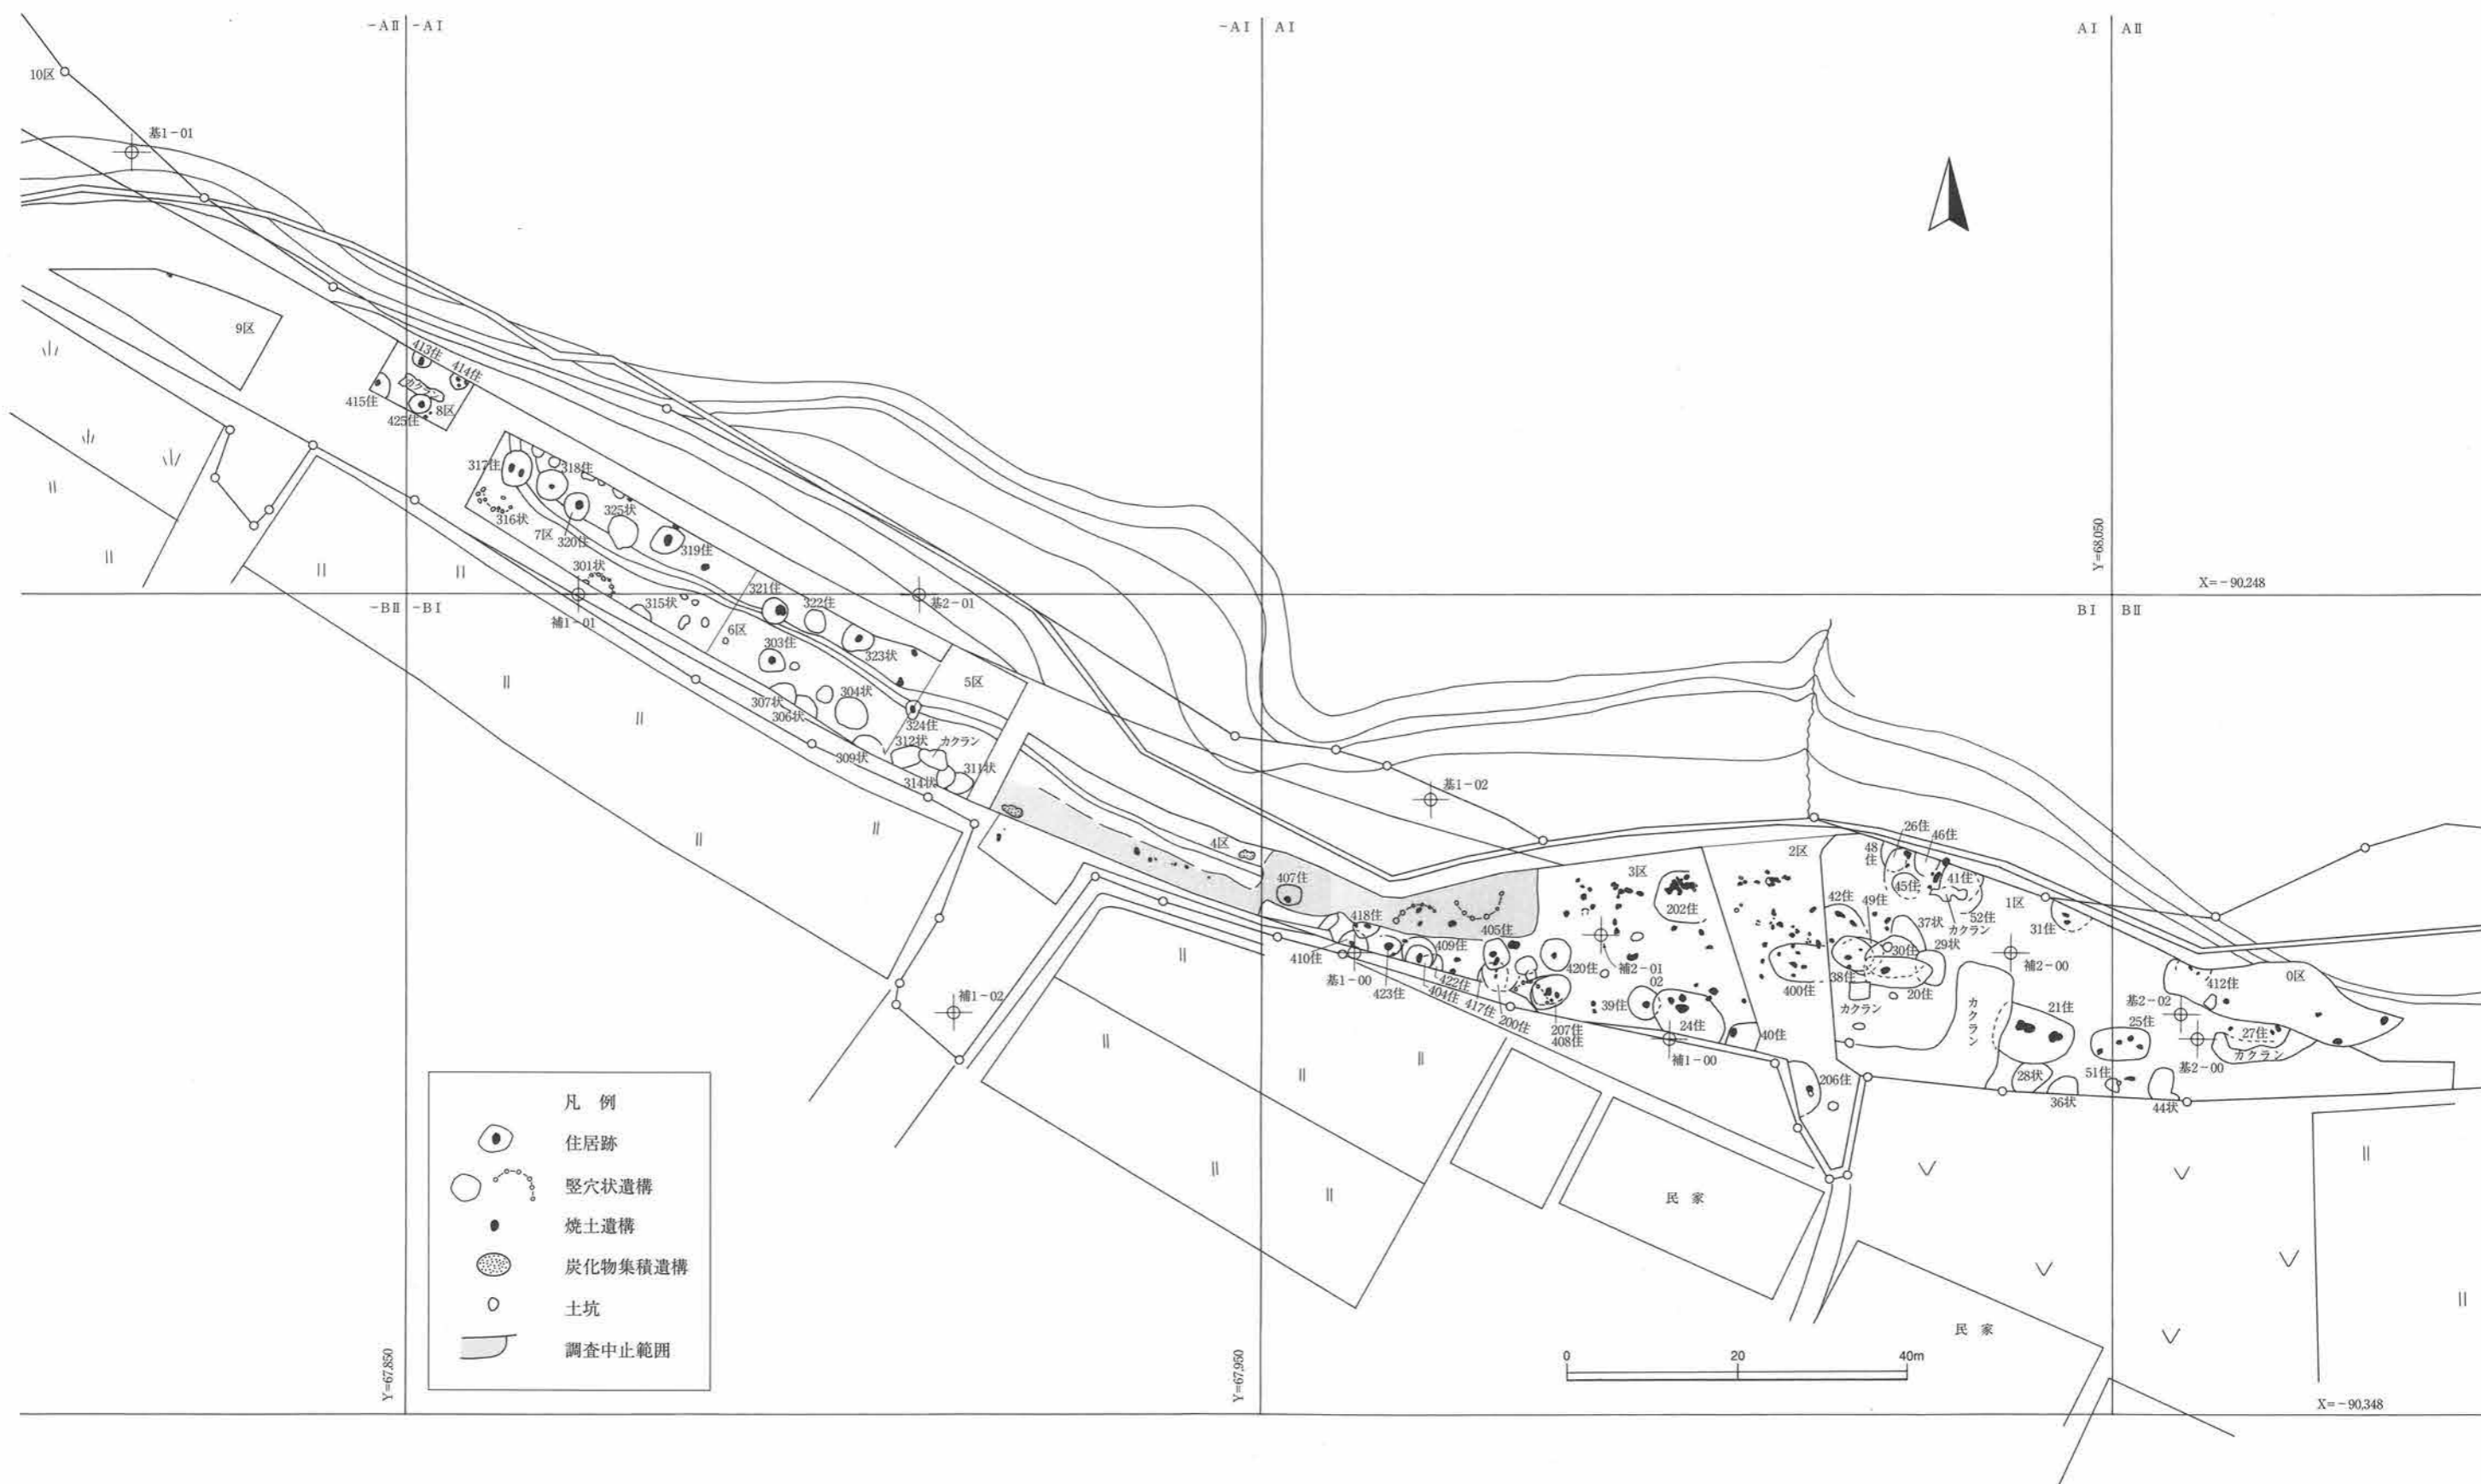 -AⅡ -AⅠ
-AⅠ AⅠ
AⅠ AⅡ
10区
基1-01
9区
413住
414住
カクラン
415住
425住
8区
Y=68,050
X=-90,248
317住
318住
316状
325状
7区
320住
319住
301状
321住
322住
基2-01
-BⅡ -BⅠ
BⅠ BⅡ
315状
補1-01
6区
303住
323状
5区
304状
307状
306状
324住
312状
カクラン
309状
311状
314状
基1-02
4区
407住
3区
2区
26住
46住
48住
45住
41住
202住
42住
49住
52住
1区
37状
カクラン
31住
418住
405住
409住
30住
29状
410住
420住
補2-01
02
補2-00
基1-00
422住
423住
404住
417住
200住
38住
20住
400住
カクラン
カクラン
412住
0区
基2-02
39住
21住
25住
27住
カクラン
207住
408住
24住
40住
補1-00
補1-02
206住
28状
51住
基2-00
36状
44状
凡 例
住居跡
竪穴状遺構
焼土遺構
炭化物集積遺構
土坑
調査中止範囲
民 家
民 家
0 20 40m
Y=67,850
Y=67,950
X=-90,348